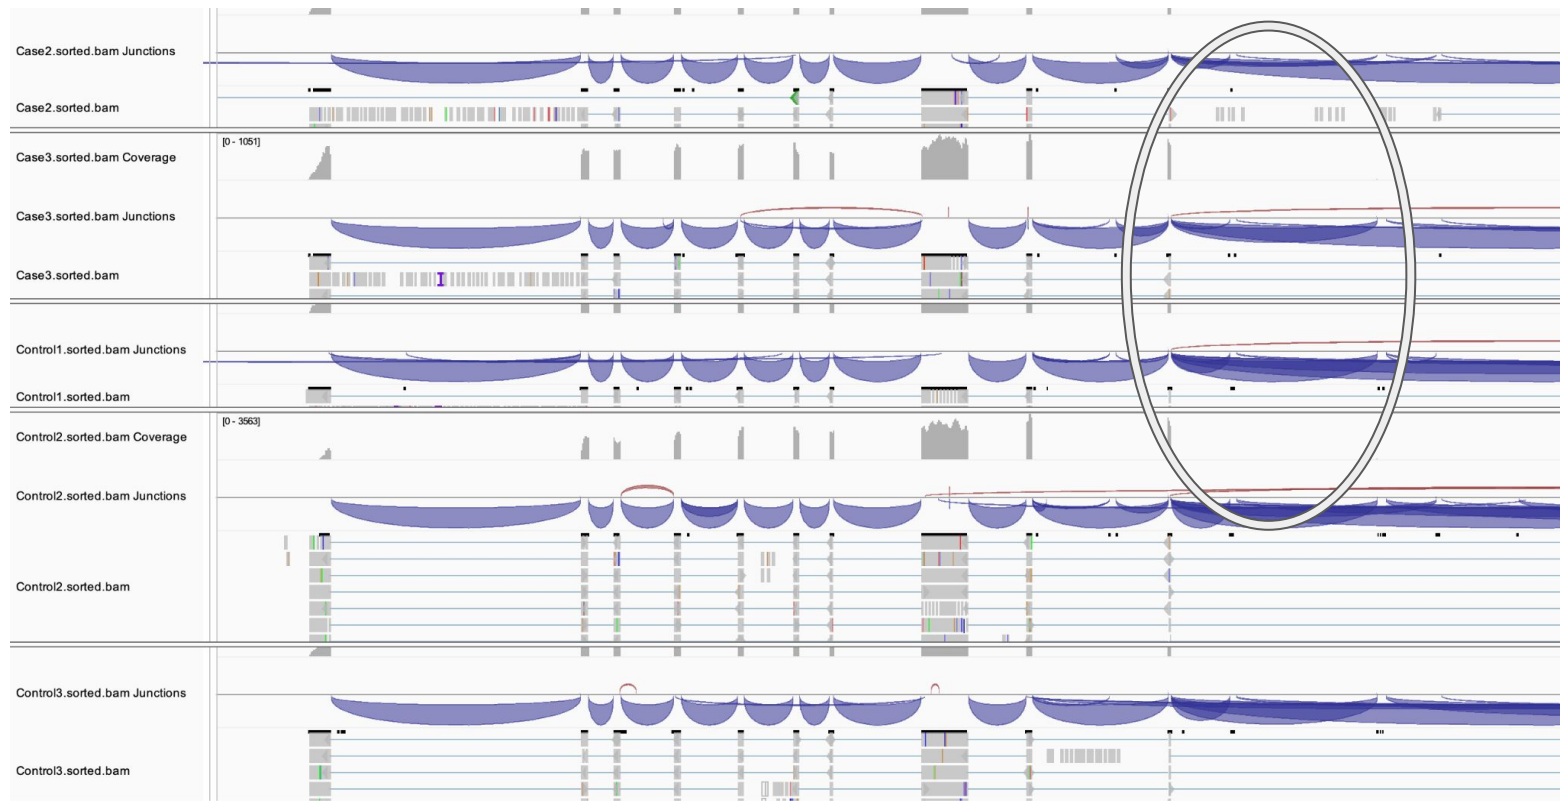 Case2.sorted.bam Junctions
Case2.sorted.bam
[0 - 1051]
Case3.sorted.bam Coverage
Case3.sorted.bam Junctions
Case3.sorted.bam
Control1.sorted.bam Junctions
Control1.sorted.bam
[0 - 3563]
Control2.sorted.bam Coverage
Control2.sorted.bam Junctions
Control2.sorted.bam
Control3.sorted.bam Junctions
Control3.sorted.bam